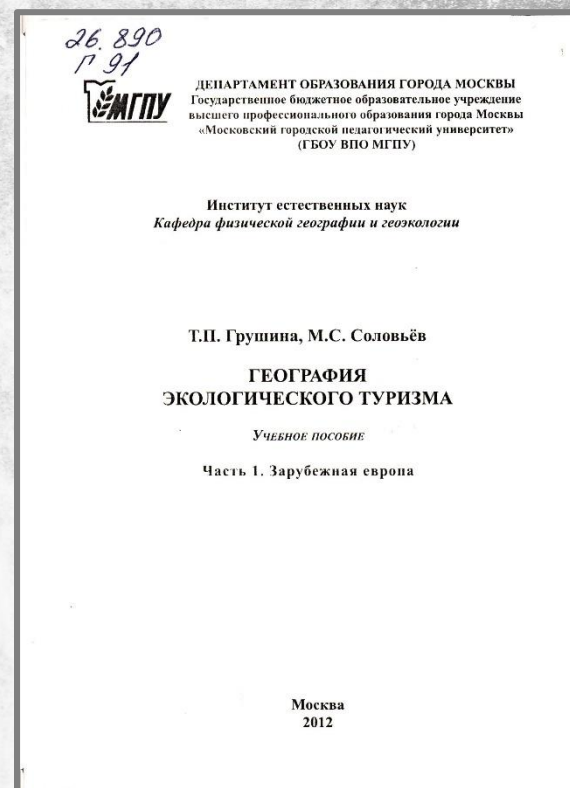 26.890
Г 91
МГПУ
ДЕПАРТАМЕНТ ОБРАЗОВАНИЯ ГОРОДА МОСКВЫ
Государственное бюджетное образовательное учреждение
высшего профессионального образования города Москвы
«Московский городской педагогический университет»
(ГБОУ ВПО МГПУ)
Институт естественных наук
Кафедра физической географии и геоэкологии
Т.П. Грушина, М.С. Соловьёв
ГЕОГРАФИЯ
ЭКОЛОГИЧЕСКОГО ТУРИЗМА
Учебное пособие
Часть 1. Зарубежная европа
Москва
2012